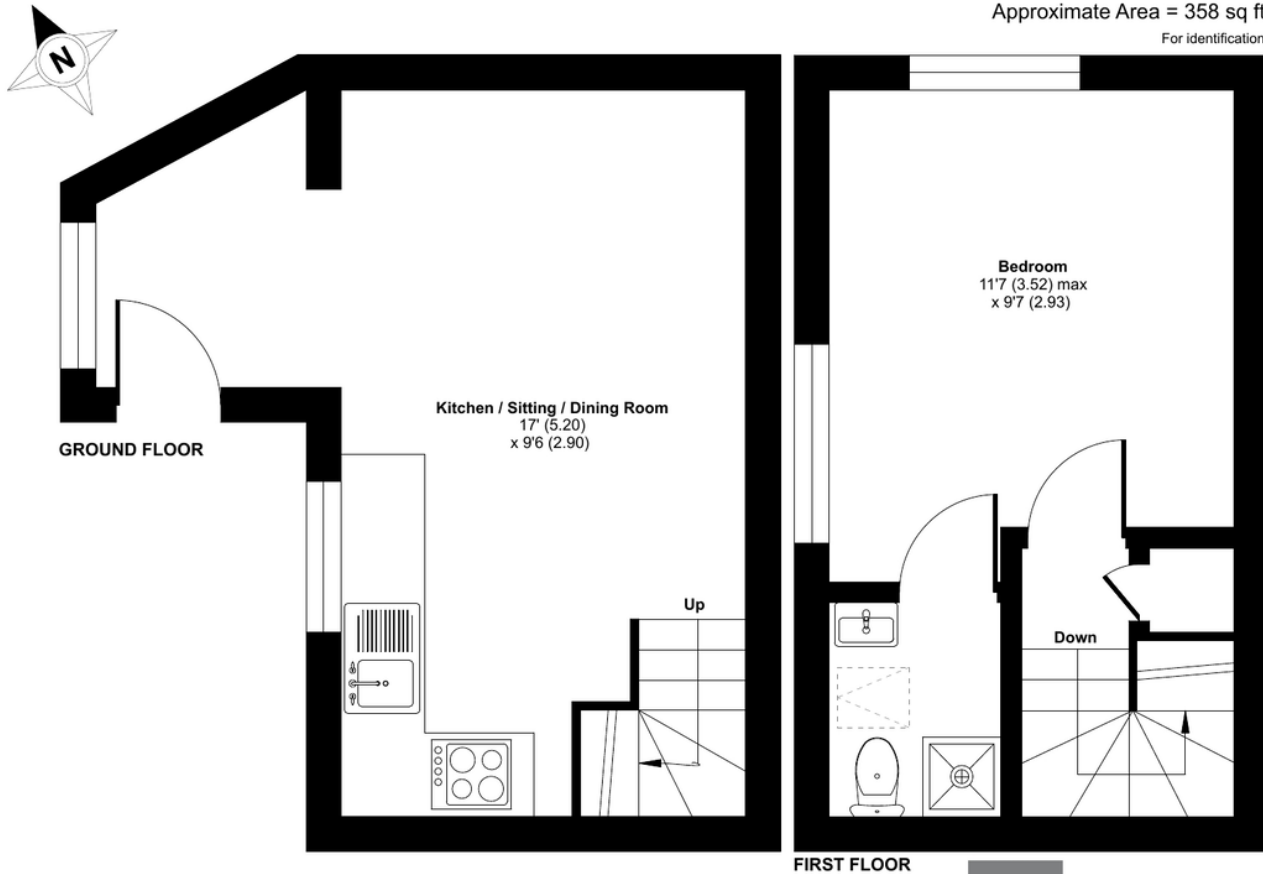 Approximate Area = 358 sq ft
For identification
N
Bedroom
11'7 (3.52) max
x 9'7 (2.93)
Kitchen / Sitting / Dining Room
17' (5.20)
x 9'6 (2.90)
GROUND FLOOR
Up
Down
FIRST FLOOR